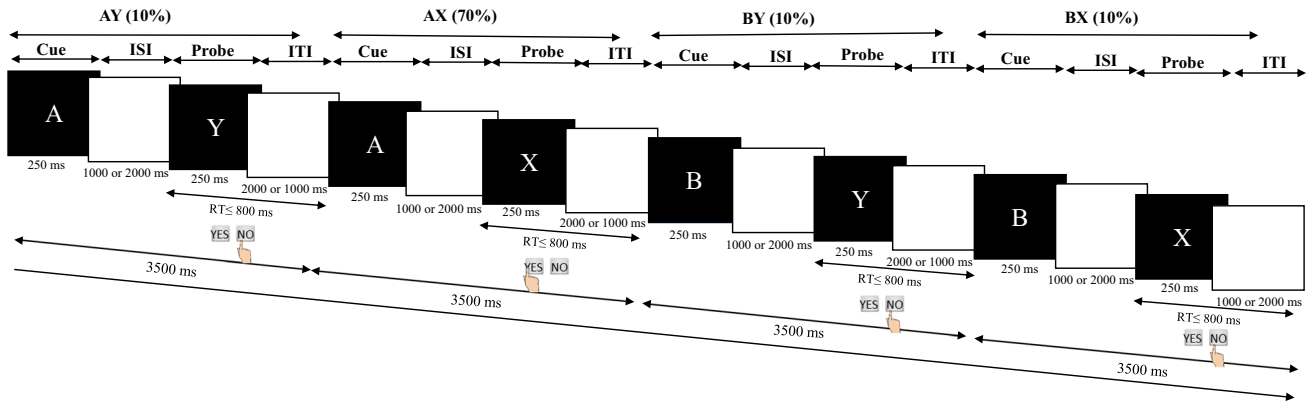 AY (10%) AX (70%) BY (10%) BX (10%)
Cue ISI Probe ITI Cue ISI Probe ITI Cue ISI Probe ITI Cue ISI Probe ITI
A
250 ms
1000 or 2000 ms
Y
250 ms
2000 or 1000 ms
RT≤ 800 ms
YES NO
3500 ms
A
250 ms
1000 or 2000 ms
X
250 ms
2000 or 1000 ms
RT≤ 800 ms
YES NO
3500 ms
B
250 ms
1000 or 2000 ms
Y
250 ms
2000 or 1000 ms
RT≤ 800 ms
YES NO
3500 ms
B
250 ms
1000 or 2000 ms
X
250 ms
1000 or 2000 ms
RT≤ 800 ms
YES NO
3500 ms